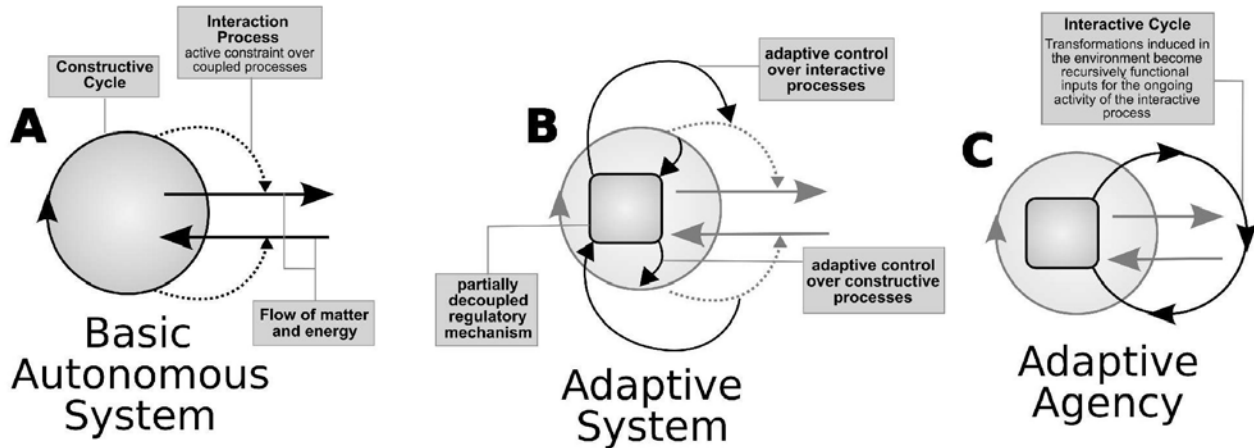 A
Constructive
Cycle
Interaction
Process
active constraint over
coupled processes
Flow of matter
and energy
Basic
Autonomous
System
B
adaptive control
over interactive
processes
partially
decoupled
regulatory
mechanism
adaptive control
over constructive
processes
Adaptive
System
C
Interactive Cycle
Transformations induced in
the environment become
recursively functional
inputs for the ongoing
activity of the interactive
process
Adaptive
Agency